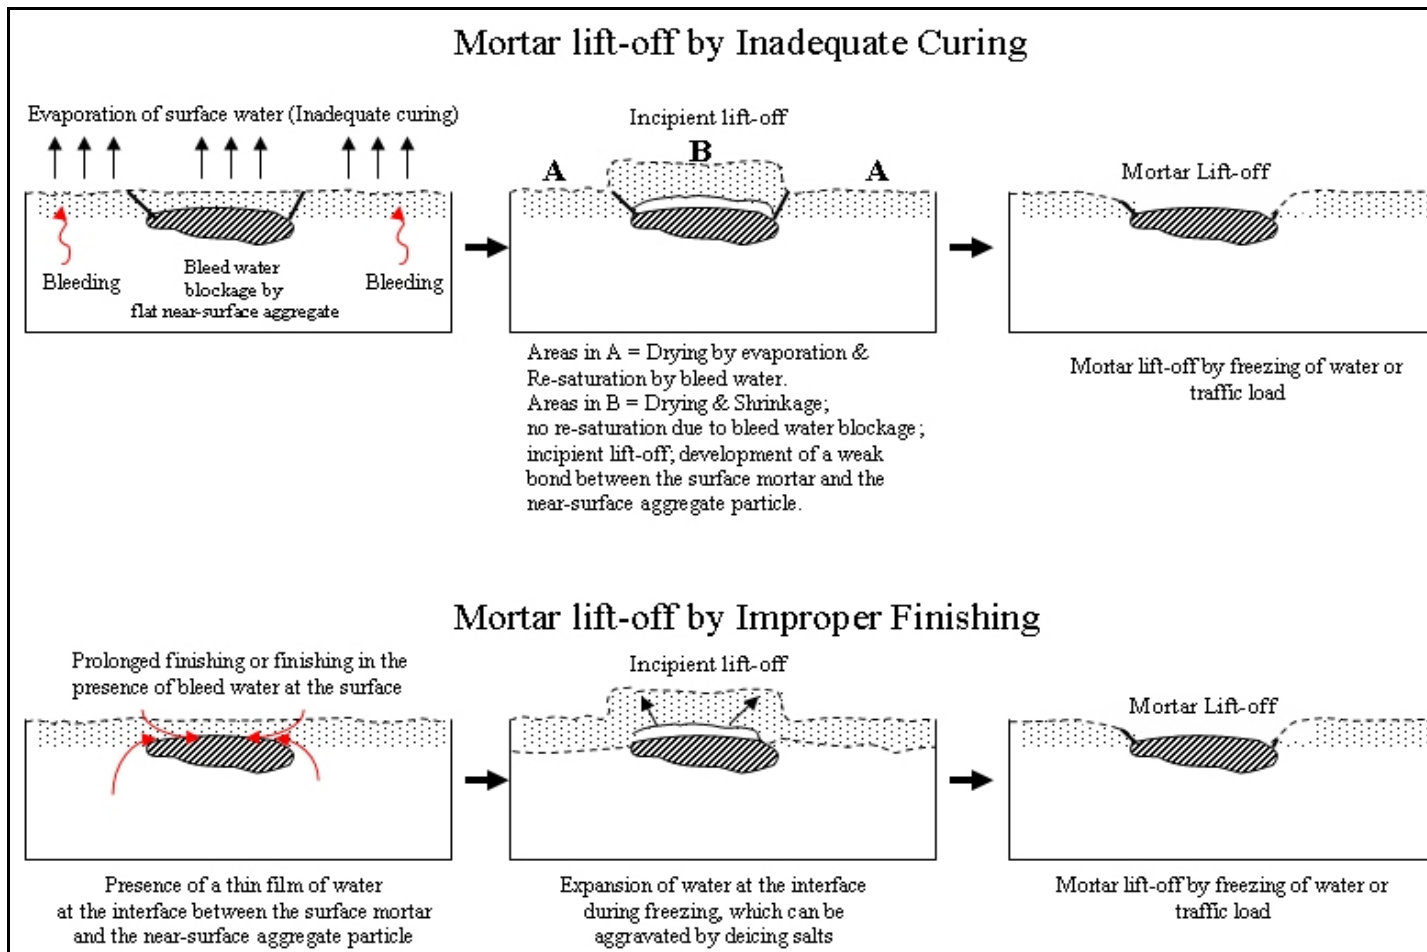 Mortar lift-off by Inadequate Curing
Evaporation of surface water (Inadequate curing)
Bleeding
Bleed water
blockage by
flat near-surface aggregate
Bleeding
Incipient lift-off
A
B
A
Areas in A = Drying by evaporation &
Re-saturation by bleed water.
Areas in B = Drying & Shrinkage;
no re-saturation due to bleed water blockage;
incipient lift-off; development of a weak
bond between the surface mortar and the
near-surface aggregate particle.
Mortar Lift-off
Mortar lift-off by freezing of water or
traffic load
Mortar lift-off by Improper Finishing
Prolonged finishing or finishing in the
presence of bleed water at the surface
Presence of a thin film of water
at the interface between the surface mortar
and the near-surface aggregate particle
Incipient lift-off
Expansion of water at the interface
during freezing, which can be
aggravated by deicing salts
Mortar Lift-off
Mortar lift-off by freezing of water or
traffic load